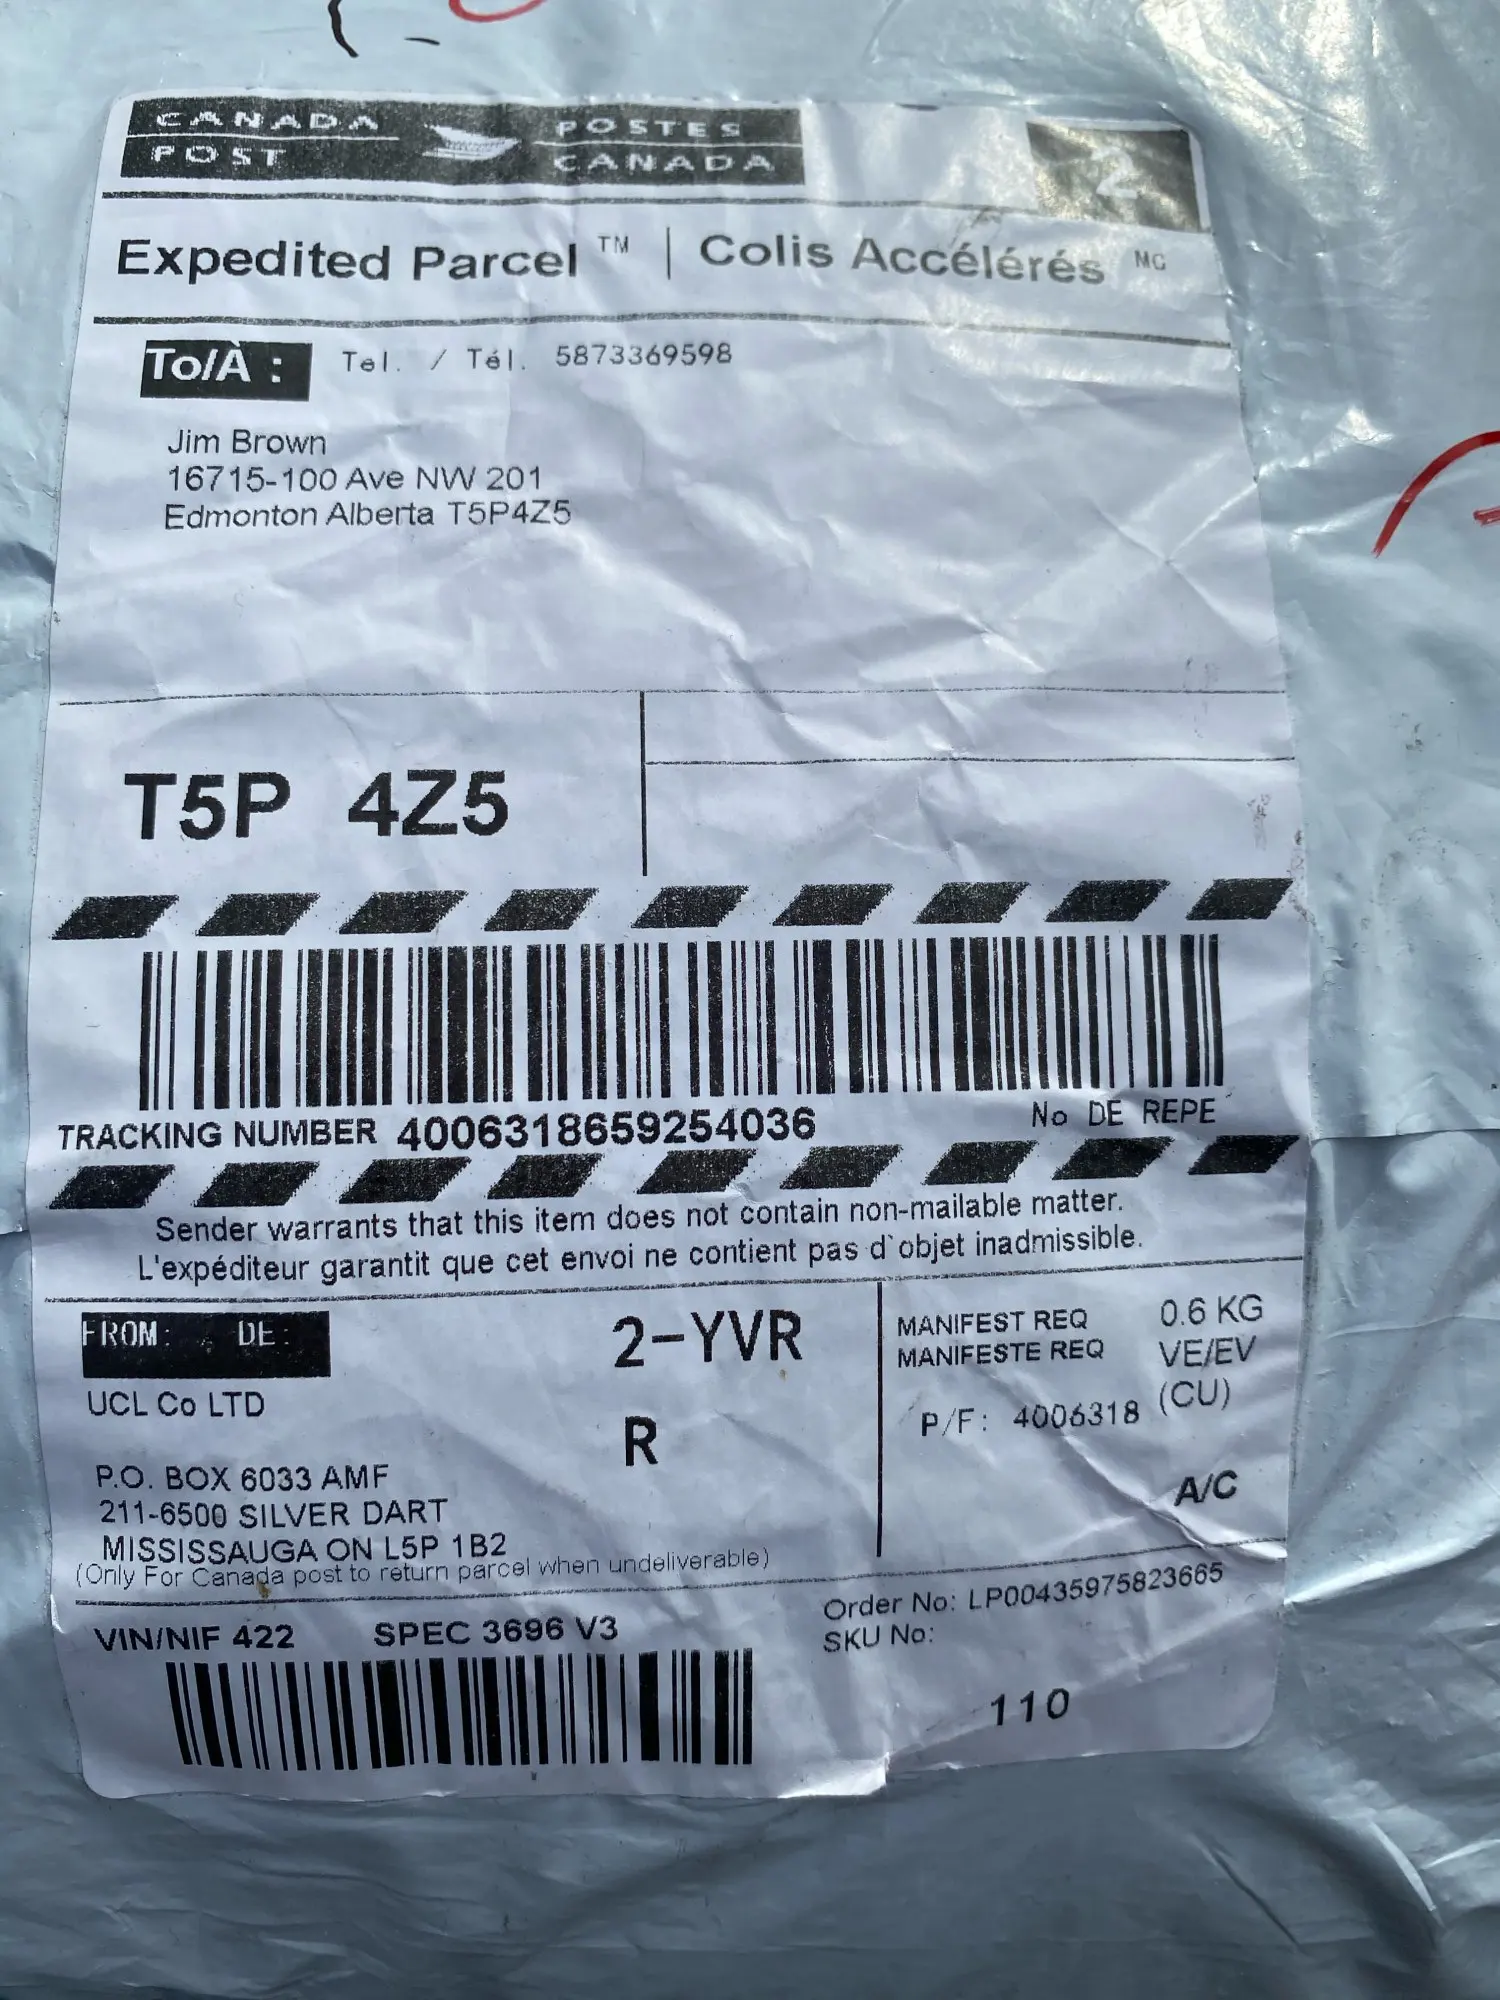 CANADA POST
POSTES CANADA
2
Expedited Parcel ™ | Colis Accélérés MC
To/À : Tel. / Tél. 5873369598
Jim Brown
16715-100 Ave NW 201
Edmonton Alberta T5P4Z5
T5P 4Z5
TRACKING NUMBER 4006318659254036
No DE REPE
Sender warrants that this item does not contain non-mailable matter.
L'expéditeur garantit que cet envoi ne contient pas d`objet inadmissible.
FROM: DE:
UCL Co LTD
P.O. BOX 6033 AMF
211-6500 SILVER DART
MISSISSAUGA ON L5P 1B2
(Only For Canada post to return parcel when undeliverable)
2-YVR
R
MANIFEST REQ 0.6 KG
MANIFESTE REQ VE/EV
P/F: 4006318 (CU)
A/C
VIN/NIF 422 SPEC 3696 V3
Order No: LP00435975823665
SKU No:
110